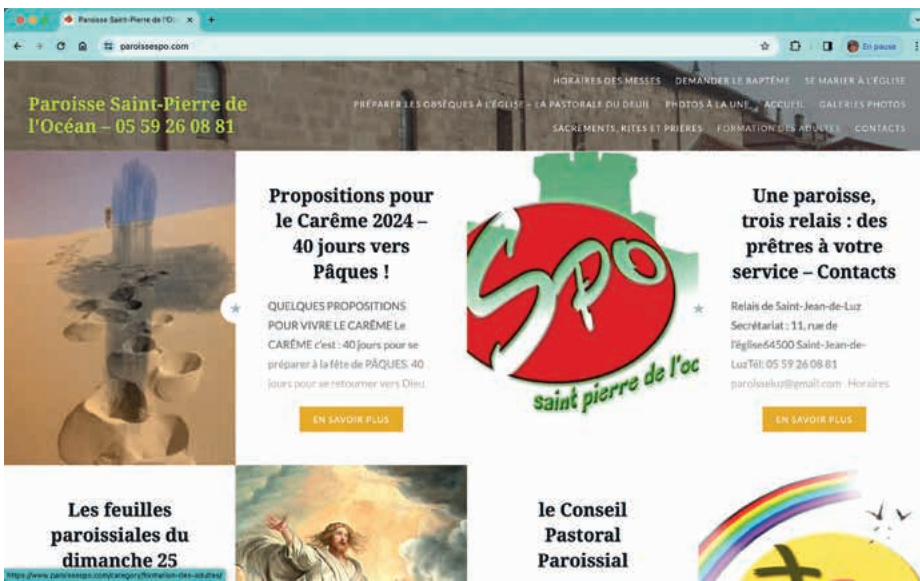 Paroisse Saint-Pierre de l'O
paroissespo.com
En pause
Paroisse Saint-Pierre de
l'Océan – 05 59 26 08 81
HORAIRES DES MESSES DEMANDER LE BAPTÊME SE MARIER À L'ÉGLISE
PRÉPARER LES OBSÈQUES À L'ÉGLISE – LA PASTORALE DU DEUIL PHOTOS À LA UNE ACCUEIL GALERIES PHOTOS
SACREMENTS, RITES ET PRIÈRES FORMATION DES ADULTES CONTACTS
Propositions pour
le Carême 2024 –
40 jours vers
Pâques !
QUELQUES PROPOSITIONS
POUR VIVRE LE CARÊME Le
CARÊME c'est : 40 jours pour se
préparer à la fête de PÂQUES. 40
jours pour se retourner vers Dieu
EN SAVOIR PLUS
SPO
saint pierre de l'oc
Une paroisse,
trois relais : des
prêtres à votre
service – Contacts
Relais de Saint-Jean-de-Luz
Secrétariat : 11, rue de
l'église64500 Saint-Jean-de-
LuzTél: 05 59 26 08 81
paroisseluz@gmail.com . Horaires
EN SAVOIR PLUS
Les feuilles
paroissiales du
dimanche 25
le Conseil
Pastoral
Paroissial
https://www.paroissespo.com/category/formation-des-adultes/